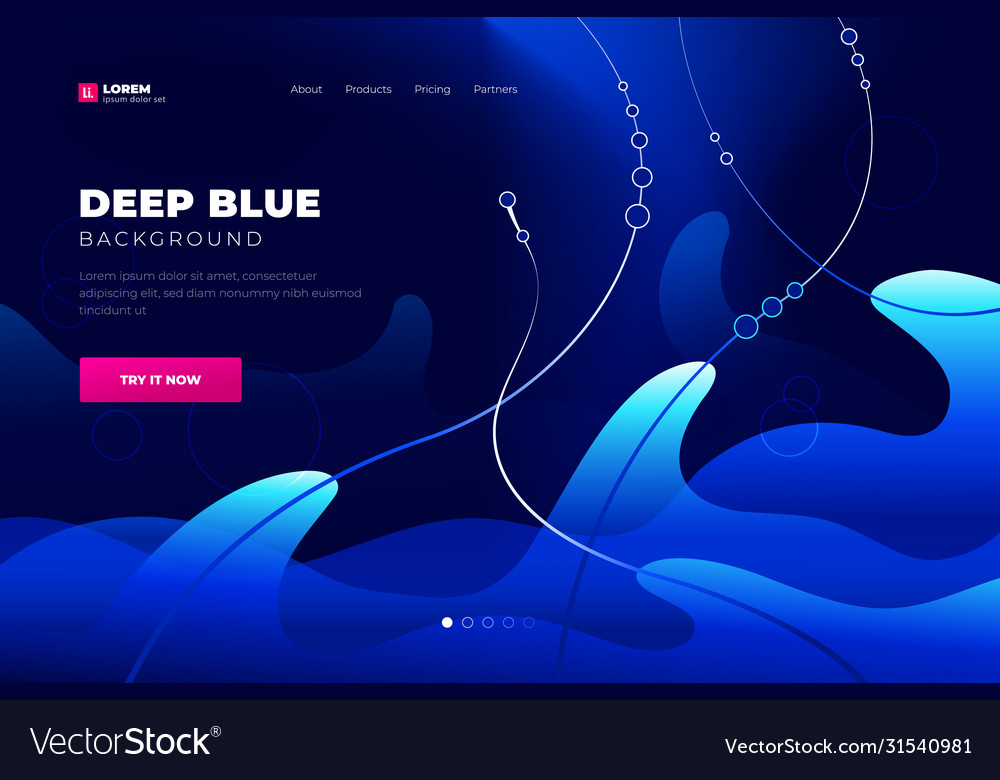 li.
LOREM
ipsum dolor set
About Products Pricing Partners
DEEP BLUE
BACKGROUND
Lorem ipsum dolor sit amet, consectetuer
adipiscing elit, sed diam nonummy nibh euismod
tincidunt ut
TRY IT NOW
VectorStock®
VectorStock.com/31540981